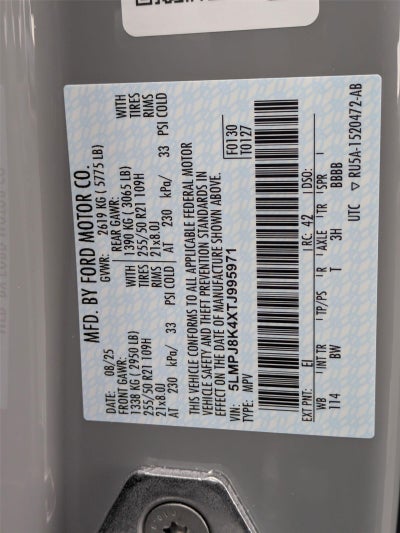 MFD. BY FORD MOTOR CO.
DATE: 08/25
GVWR: 2619 KG ( 5775 LB)
FRONT GAWR:
1338 KG ( 2950 LB)
255/50 R21 109H
21x8.0J
AT 230 kPa/ 33 PSI COLD
WITH
TIRES
RIMS
REAR GAWR:
1390 KG ( 3065 LB)
255/50 R21 109H
21x8.0J
AT 230 kPa/ 33 PSI COLD
WITH
TIRES
RIMS
THIS VEHICLE CONFORMS TO ALL APPLICABLE FEDERAL MOTOR
VEHICLE SAFETY AND THEFT PREVENTION STANDARDS IN
EFFECT ON THE DATE OF MANUFACTURE SHOWN ABOVE.
VIN: 5LMPJ8K4XTJ995971
TYPE: MPV
F0130
T0127
EXT PNT: EJ RC: 42 DSO:
WB INT TR TP/PS R AXLE TR SPR
114 BW T 3H BBBB
UTC ▽ RU5A-1520472-AB